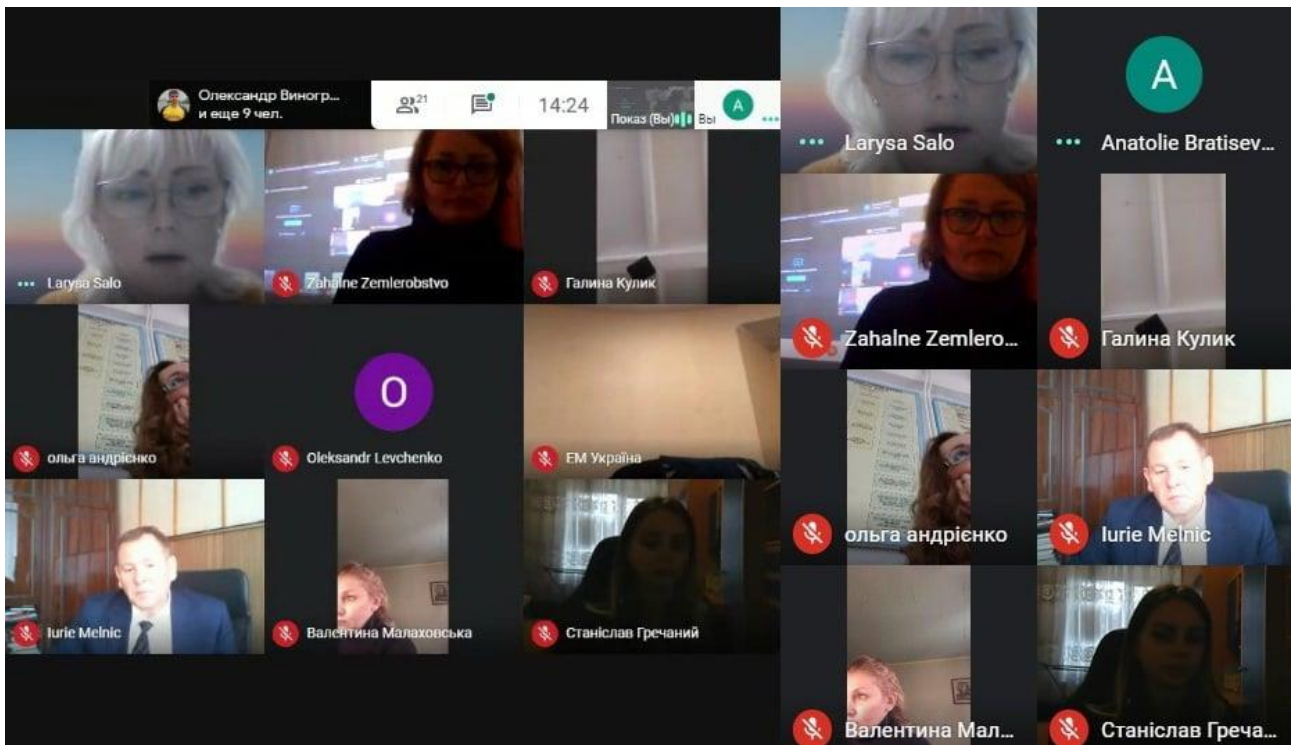 Олександр Виногр...
и еще 9 чел.
21
14:24
Показ (Вы)
Вы
А
Larysa Salo
Zahalne Zemlerobstvo
Галина Кулик
ольга андрієнко
O
Oleksandr Levchenko
ЕМ Україна
Iurie Melnic
Валентина Малаховська
Станіслав Гречаний
Larysa Salo
A
Anatolie Bratisev...
Zahalne Zemlero...
Галина Кулик
ольга андрієнко
Iurie Melnic
Валентина Мал...
Станіслав Греча...